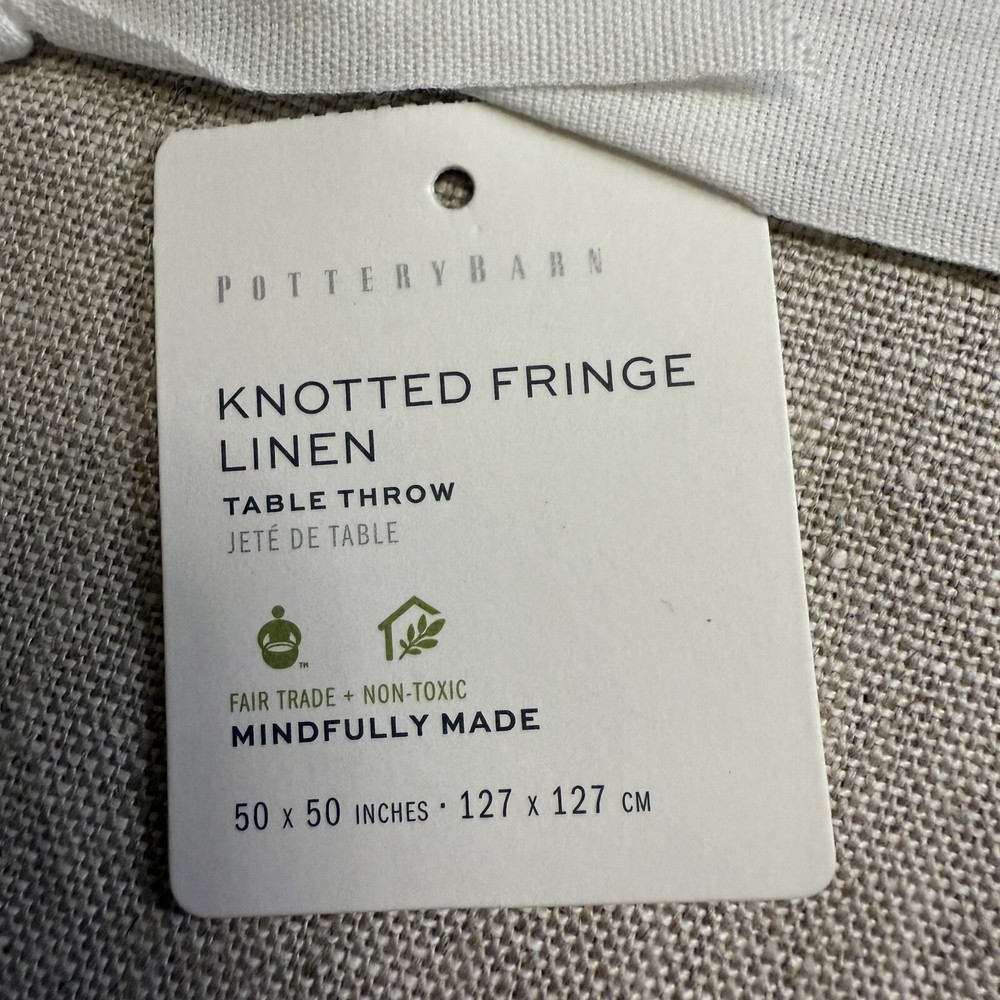 POTTERYBARN
KNOTTED FRINGE
LINEN
TABLE THROW
JETÉ DE TABLE
TM
FAIR TRADE + NON-TOXIC
MINDFULLY MADE
50 x 50 INCHES · 127 x 127 CM